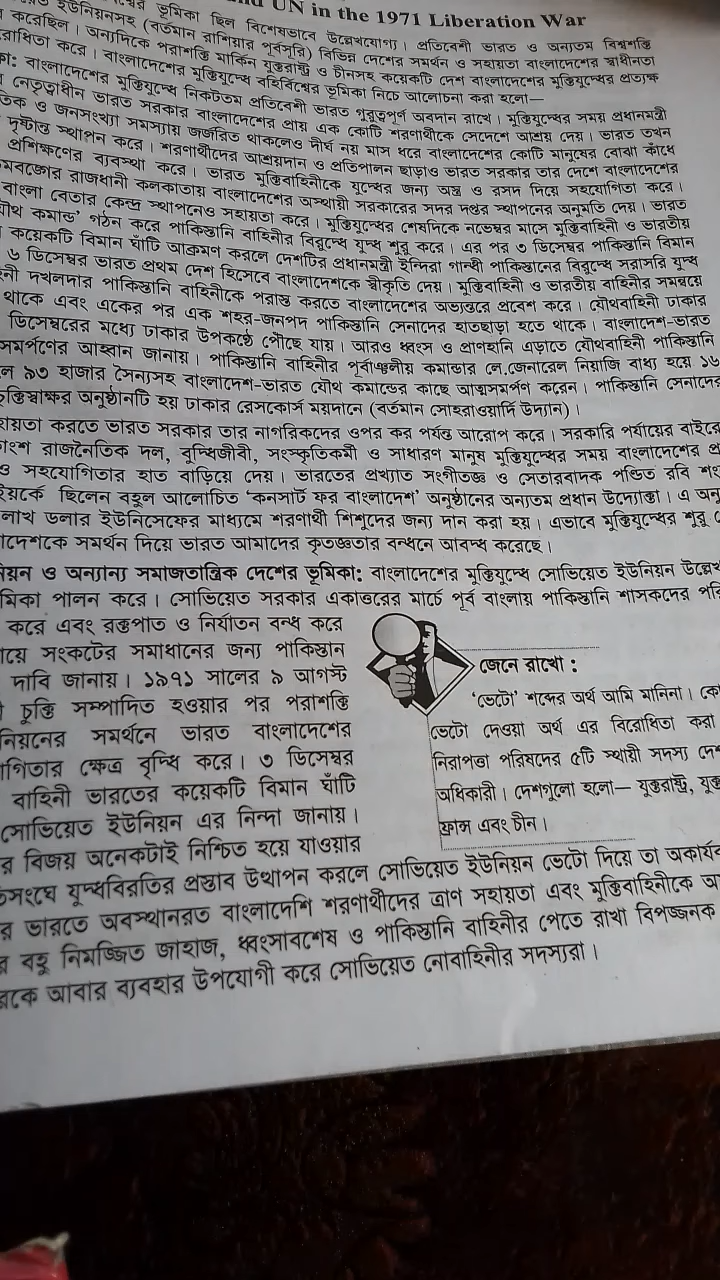 and UN in the 1971 Liberation War
ইউনিয়নসহ (বর্তমান রাশিয়ার পূর্বসূরি) বিভিন্ন দেশের সমর্থন ও সহায়তা বাংলাদেশের স্বাধীনতা
ভূমিকা ছিল বিশেষভাবে উল্লেখযোগ্য। প্রতিবেশী ভারত ও অন্যতম বিশ্বশক্তি
করেছিল। অন্যদিকে পরাশক্তি মার্কিন যুক্তরাষ্ট্র ও চীনসহ কয়েকটি দেশ বাংলাদেশের মুক্তিযুদ্ধের প্রত্যক্ষ
করে। বাংলাদেশের মুক্তিযুদ্ধে বহির্বিশ্বের ভূমিকা নিচে আলোচনা করা হলো—
বাংলাদেশের মুক্তিযুদ্ধে নিকটতম প্রতিবেশী ভারত গুরুত্বপূর্ণ অবদান রাখে। মুক্তিযুদ্ধের সময় প্রধানমন্ত্রী
নেতৃত্বাধীন ভারত সরকার বাংলাদেশের প্রায় এক কোটি শরণার্থীকে সেদেশে আশ্রয় দেয়। ভারত তখন
ও জনসংখ্যা সমস্যায় জর্জরিত থাকলেও দীর্ঘ নয় মাস ধরে বাংলাদেশের কোটি মানুষের বোঝা কাঁধে
দৃষ্টান্ত স্থাপন করে। শরণার্থীদের আশ্রয়দান ও প্রতিপালন ছাড়াও ভারত সরকার তার দেশে বাংলাদেশের
প্রশিক্ষণের ব্যবস্থা করে। ভারত মুক্তিবাহিনীকে যুদ্ধের জন্য অস্ত্র ও রসদ দিয়ে সহযোগিতা করে।
রাজধানী কলকাতায় বাংলাদেশের অস্থায়ী সরকারের সদর দপ্তর স্থাপনের অনুমতি দেয়। ভারত
বাংলা বেতার কেন্দ্র স্থাপনেও সহায়তা করে। মুক্তিযুদ্ধের শেষদিকে নভেম্বর মাসে মুক্তিবাহিনী ও ভারতীয়
কমান্ড' গঠন করে পাকিস্তানি বাহিনীর বিরুদ্ধে যুদ্ধ শুরু করে। এর পর ৩ ডিসেম্বর পাকিস্তানি বিমান
কয়েকটি বিমান ঘাঁটি আক্রমণ করলে দেশটির প্রধানমন্ত্রী ইন্দিরা গান্ধী পাকিস্তানের বিরুদ্ধে সরাসরি যুদ্ধ
৬ ডিসেম্বর ভারত প্রথম দেশ হিসেবে বাংলাদেশকে স্বীকৃতি দেয়। মুক্তিবাহিনী ও ভারতীয় বাহিনীর সমন্বয়ে
দখলদার পাকিস্তানি বাহিনীকে পরাস্ত করতে বাংলাদেশের অভ্যন্তরে প্রবেশ করে। যৌথবাহিনী ঢাকার
থাকে এবং একের পর এক শহর-জনপদ পাকিস্তানি সেনাদের হাতছাড়া হতে থাকে। বাংলাদেশ-ভারত
ডিসেম্বরের মধ্যে ঢাকার উপকণ্ঠে পৌঁছে যায়। আরও ধ্বংস ও প্রাণহানি এড়াতে যৌথবাহিনী পাকিস্তানি
আহ্বান জানায়। পাকিস্তানি বাহিনীর পূর্বাঞ্চলীয় কমান্ডার লে.জেনারেল নিয়াজি বাধ্য হয়ে ১৬
৯৩ হাজার সৈন্যসহ বাংলাদেশ-ভারত যৌথ কমান্ডের কাছে আত্মসমর্পণ করেন। পাকিস্তানি সেনাদের
অনুষ্ঠানটি হয় ঢাকার রেসকোর্স ময়দানে (বর্তমান সোহরাওয়ার্দি উদ্যান)।
করতে ভারত সরকার তার নাগরিকদের ওপর কর পর্যন্ত আরোপ করে। সরকারি পর্যায়ের বাইরে
রাজনৈতিক দল, বুদ্ধিজীবী, সংস্কৃতিকর্মী ও সাধারণ মানুষ মুক্তিযুদ্ধের সময় বাংলাদেশের
ও সহযোগিতার হাত বাড়িয়ে দেয়। ভারতের প্রখ্যাত সংগীতজ্ঞ ও সেতারবাদক পণ্ডিত রবি
ছিলেন বহুল আলোচিত 'কনসার্ট ফর বাংলাদেশ' অনুষ্ঠানের অন্যতম প্রধান উদ্যোক্তা। এ
লাখ ডলার ইউনিসেফের মাধ্যমে শরণার্থী শিশুদের জন্য দান করা হয়। এভাবে মুক্তিযুদ্ধের শুরু
সমর্থন দিয়ে ভারত আমাদের কৃতজ্ঞতার বন্ধনে আবদ্ধ করেছে।
ও অন্যান্য সমাজতান্ত্রিক দেশের ভূমিকা: বাংলাদেশের মুক্তিযুদ্ধে সোভিয়েত ইউনিয়ন
পালন করে। সোভিয়েত সরকার একাত্তরের মার্চে পূর্ব বাংলায় পাকিস্তানি শাসকদের
করে এবং রক্তপাত ও নির্যাতন বন্ধ করে
সংকটের সমাধানের জন্য পাকিস্তান
দাবি জানায়। ১৯৭১ সালের ৯ আগস্ট
চুক্তি সম্পাদিত হওয়ার পর পরাশক্তি
সমর্থনে ভারত বাংলাদেশের
ক্ষেত্র বৃদ্ধি করে। ৩ ডিসেম্বর
বাহিনী ভারতের কয়েকটি বিমান ঘাঁটি
সোভিয়েত ইউনিয়ন এর নিন্দা জানায়।
বিজয় অনেকটাই নিশ্চিত হয়ে যাওয়ার
জেনে রাখো :
'ভেটো' শব্দের অর্থ আমি মানিনা।
ভেটো দেওয়া অর্থ এর বিরোধিতা করা
নিরাপত্তা পরিষদের ৫টি স্থায়ী সদস্য
অধিকারী। দেশগুলো হলো— যুক্তরাষ্ট্র,
ফ্রান্স এবং চীন।
যুদ্ধবিরতির প্রস্তাব উত্থাপন করলে সোভিয়েত ইউনিয়ন ভেটো দিয়ে তা
ভারতে অবস্থানরত বাংলাদেশি শরণার্থীদের ত্রাণ সহায়তা এবং মুক্তিবাহিনীকে
বহু নিমজ্জিত জাহাজ, ধ্বংসাবশেষ ও পাকিস্তানি বাহিনীর পেতে রাখা বিপজ্জনক
আবার ব্যবহার উপযোগী করে সোভিয়েত নৌবাহিনীর সদস্যরা।